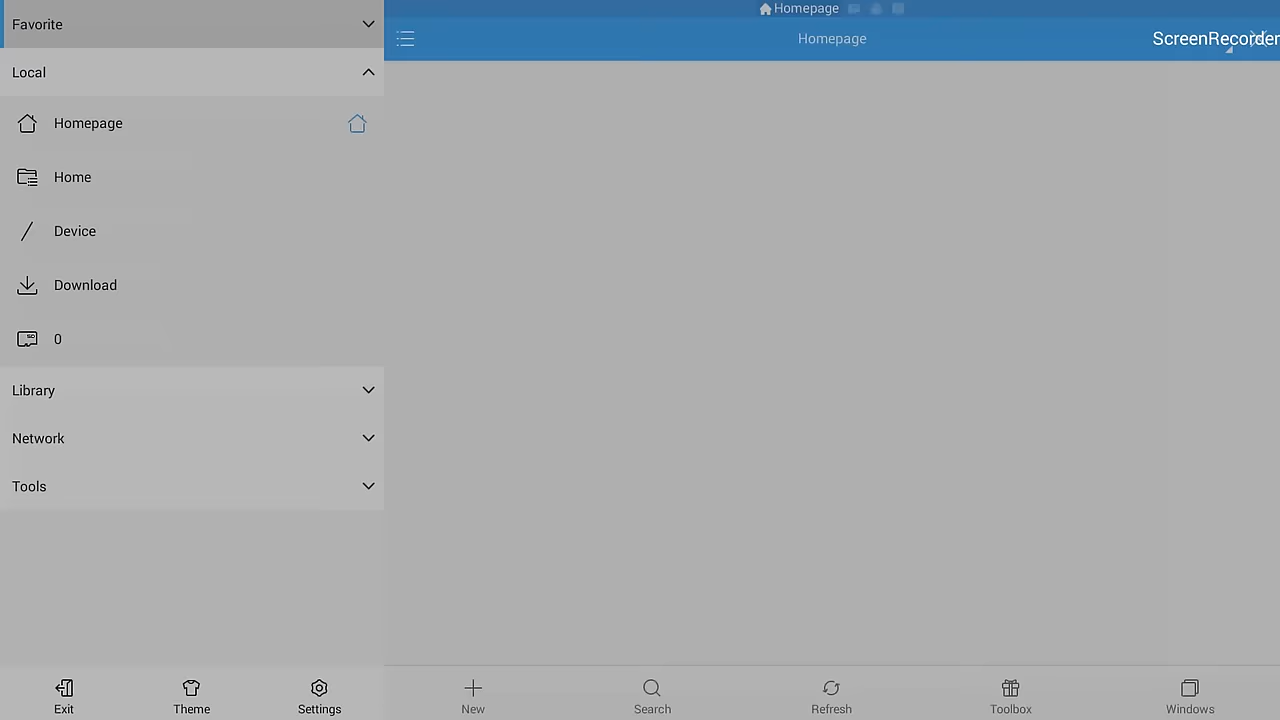 Favorite
Local
Homepage
Home
Device
Download
0
Library
Network
Tools
Exit
Theme
Settings
Homepage
Homepage
ScreenRecorder
New
Search
Refresh
Toolbox
Windows